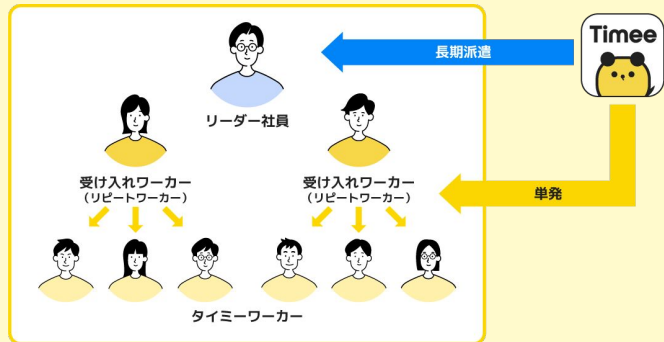 Timee
長期派遣
リーダー社員
受け入れワーカー
（リピートワーカー）
受け入れワーカー
（リピートワーカー）
単発
タイミーワーカー